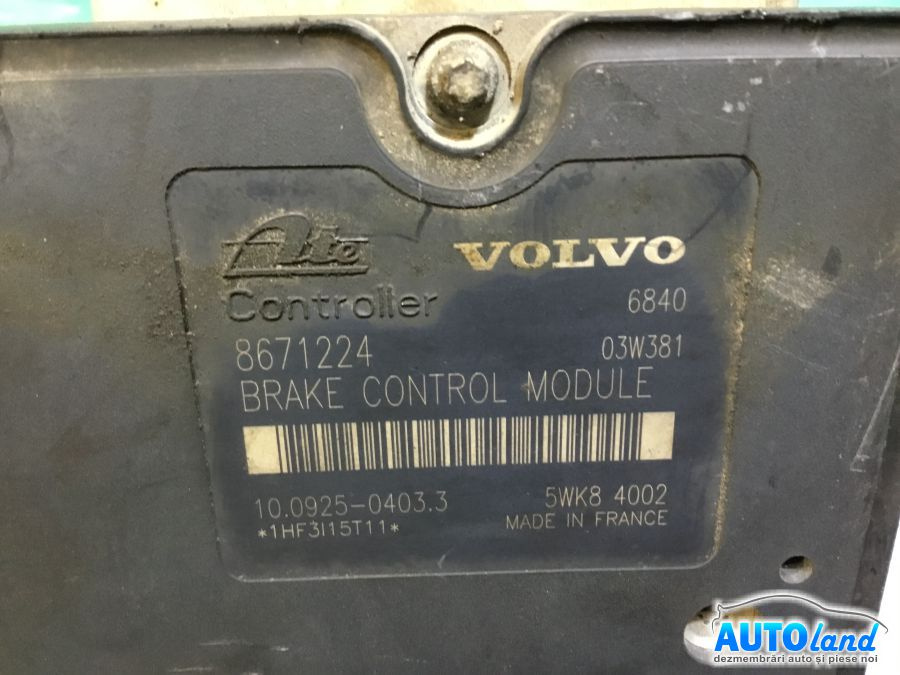 Ate VOLVO
Controller 6840
8671224 03W381
BRAKE CONTROL MODULE
10.0925-0403.3 5WK8 4002
*1HF3I15T11* MADE IN FRANCE
AUTOland
dezmembrări auto și piese noi